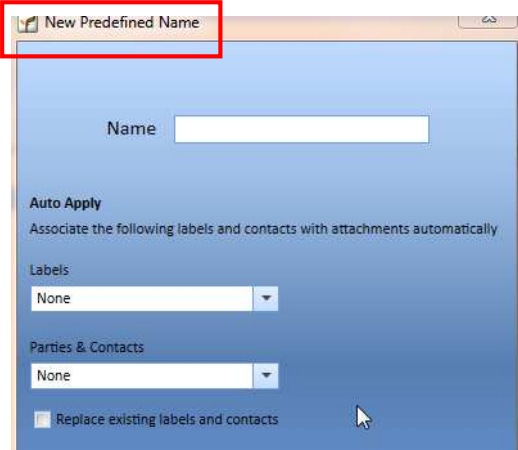 New Predefined Name
Name
Auto Apply
Associate the following labels and contacts with attachments automatically
Labels
None
Parties & Contacts
None
Replace existing labels and contacts